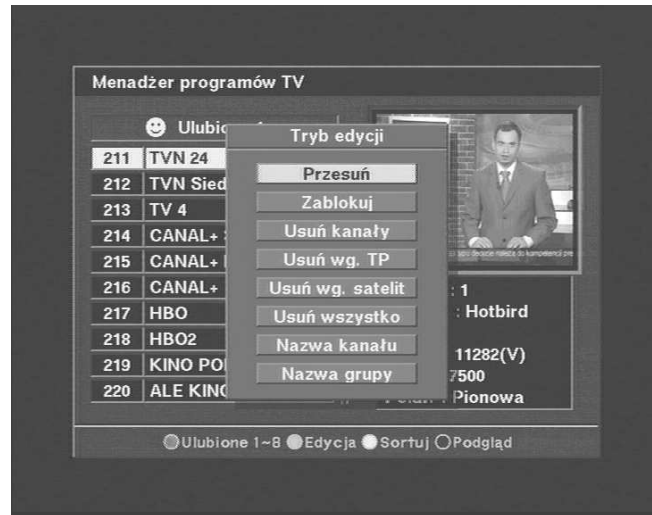 Menadżer programów TV
Tryb edycji
211 TVN 24
212 TVN Sied
213 TV 4
214 CANAL+
215 CANAL+
216 CANAL+
217 HBO
218 HBO2
219 KINO
220 ALE KINO
Przesuń
Zablokuj
Usuń kanały
Usuń wg. TP
Usuń wg. satelit
Usuń wszystko
Nazwa kanału
Nazwa grupy
: 1
: Hotbird
11282(V)
7500
: Pionowa
Ulubione 1~8 Edycja Sortuj Podgląd